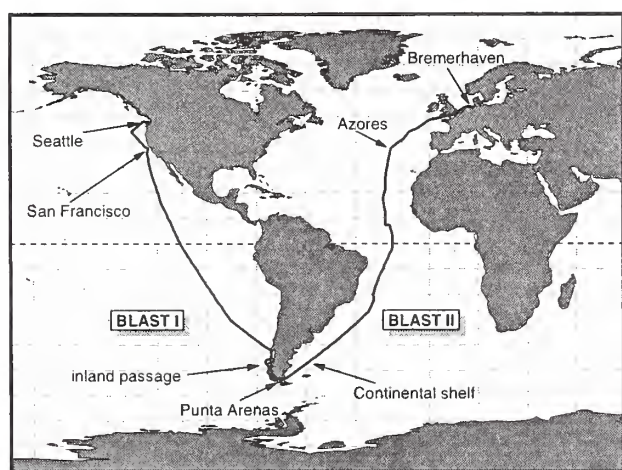 Bremerhaven
Azores
Seattle
San Francisco
BLAST I
BLAST II
inland passage
Continental shelf
Punta Arenas